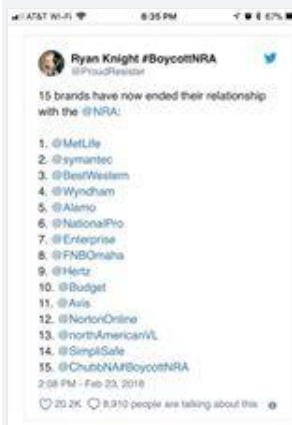 AT&T Wi-Fi 6:35 PM 67%
Ryan Knight #BoycottNRA
@ProudResister
15 brands have now ended their relationship
with the @NRA:
1. @MetLife
2. @symantec
3. @BestWestern
4. @Wyndham
5. @Alamo
6. @NationalPro
7. @Enterprise
8. @FNBOmaha
9. @Hertz
10. @Budget
11. @Avis
12. @NortonOnline
13. @northAmericanVL
14. @SimpliSafe
15. @ChubbNA#BoycottNRA
2:08 PM - Feb 23, 2018
20.2K 8,910 people are talking about this